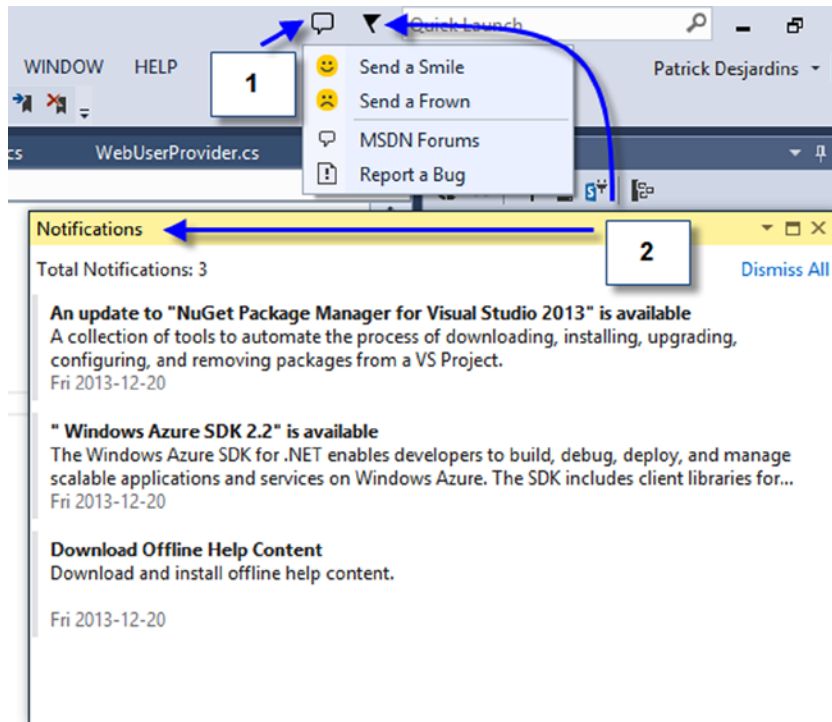 Quick Launch
WINDOW HELP
1
Send a Smile
Patrick Desjardins
Send a Frown
MSDN Forums
Report a Bug
cs WebUserProvider.cs
Notifications
2
Total Notifications: 3
Dismiss All
An update to "NuGet Package Manager for Visual Studio 2013" is available
A collection of tools to automate the process of downloading, installing, upgrading,
configuring, and removing packages from a VS Project.
Fri 2013-12-20
" Windows Azure SDK 2.2" is available
The Windows Azure SDK for .NET enables developers to build, debug, deploy, and manage
scalable applications and services on Windows Azure. The SDK includes client libraries for...
Fri 2013-12-20
Download Offline Help Content
Download and install offline help content.
Fri 2013-12-20